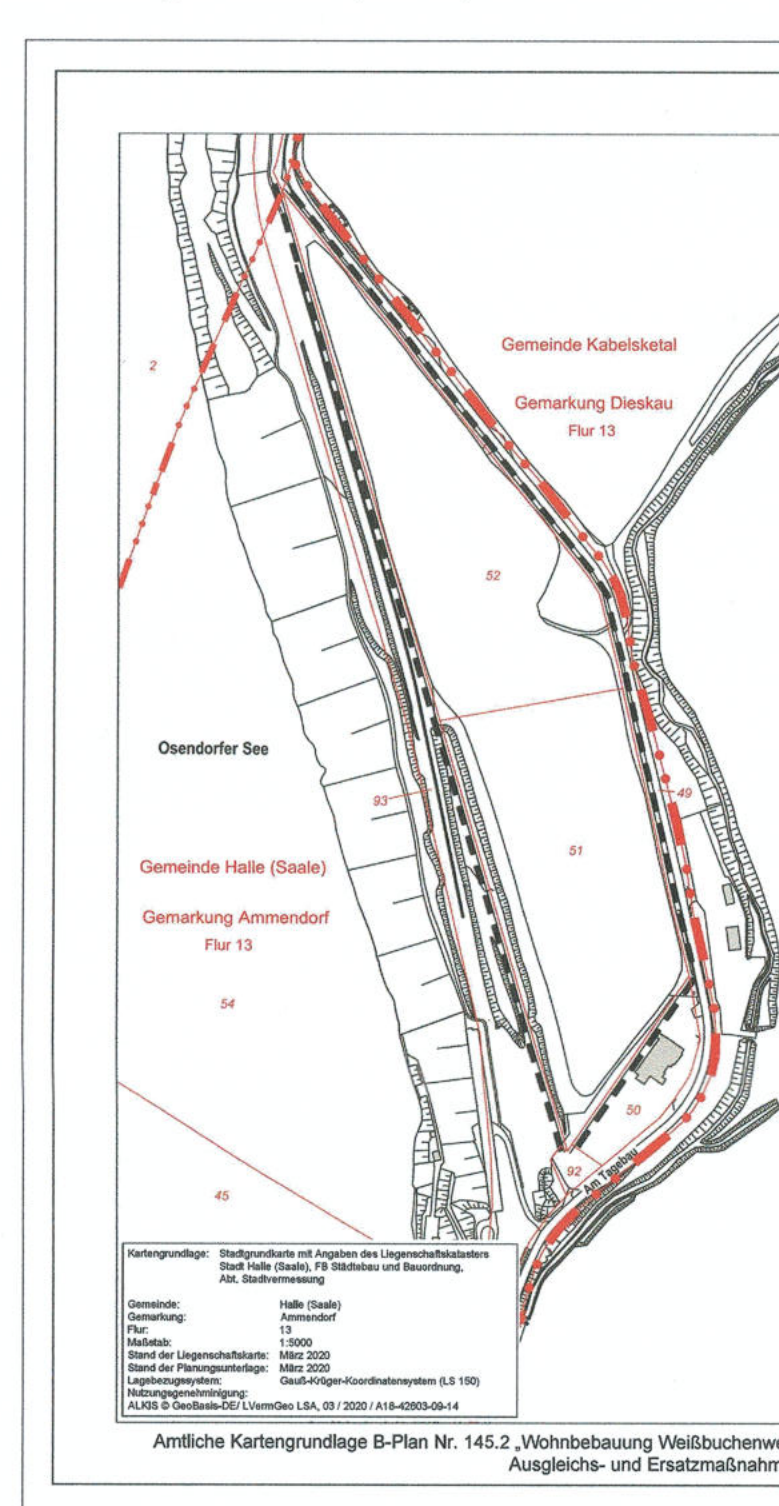 Gemeinde Kabelsketal
2
Gemarkung Dieskau
Flur 13
52
Osendorfer See
93
49
51
Gemeinde Halle (Saale)
Gemarkung Ammendorf
Flur 13
54
50
92
Am Tagebau
45
Kartengrundlage: Stadtgrundkarte mit Angaben des Liegenschaftskatasters
Stadt Halle (Saale), FB Städtebau und Bauordnung,
Abt. Stadtvermessung
Gemeinde: Halle (Saale)
Gemarkung: Ammendorf
Flur: 13
Maßstab: 1:5000
Stand der Liegenschaftskarte: März 2020
Stand der Planungsunterlage: März 2020
Lagebezugssystem: Gauß-Krüger-Koordinatensystem (LS 150)
Nutzungsgenehminigung:
ALKIS © GeoBasis-DE/ LVermGeo LSA, 03 / 2020 / A18-42603-09-14
Amtliche Kartengrundlage B-Plan Nr. 145.2 „Wohnbebauung Weißbuchenwe
Ausgleichs- und Ersatzmaßnahm